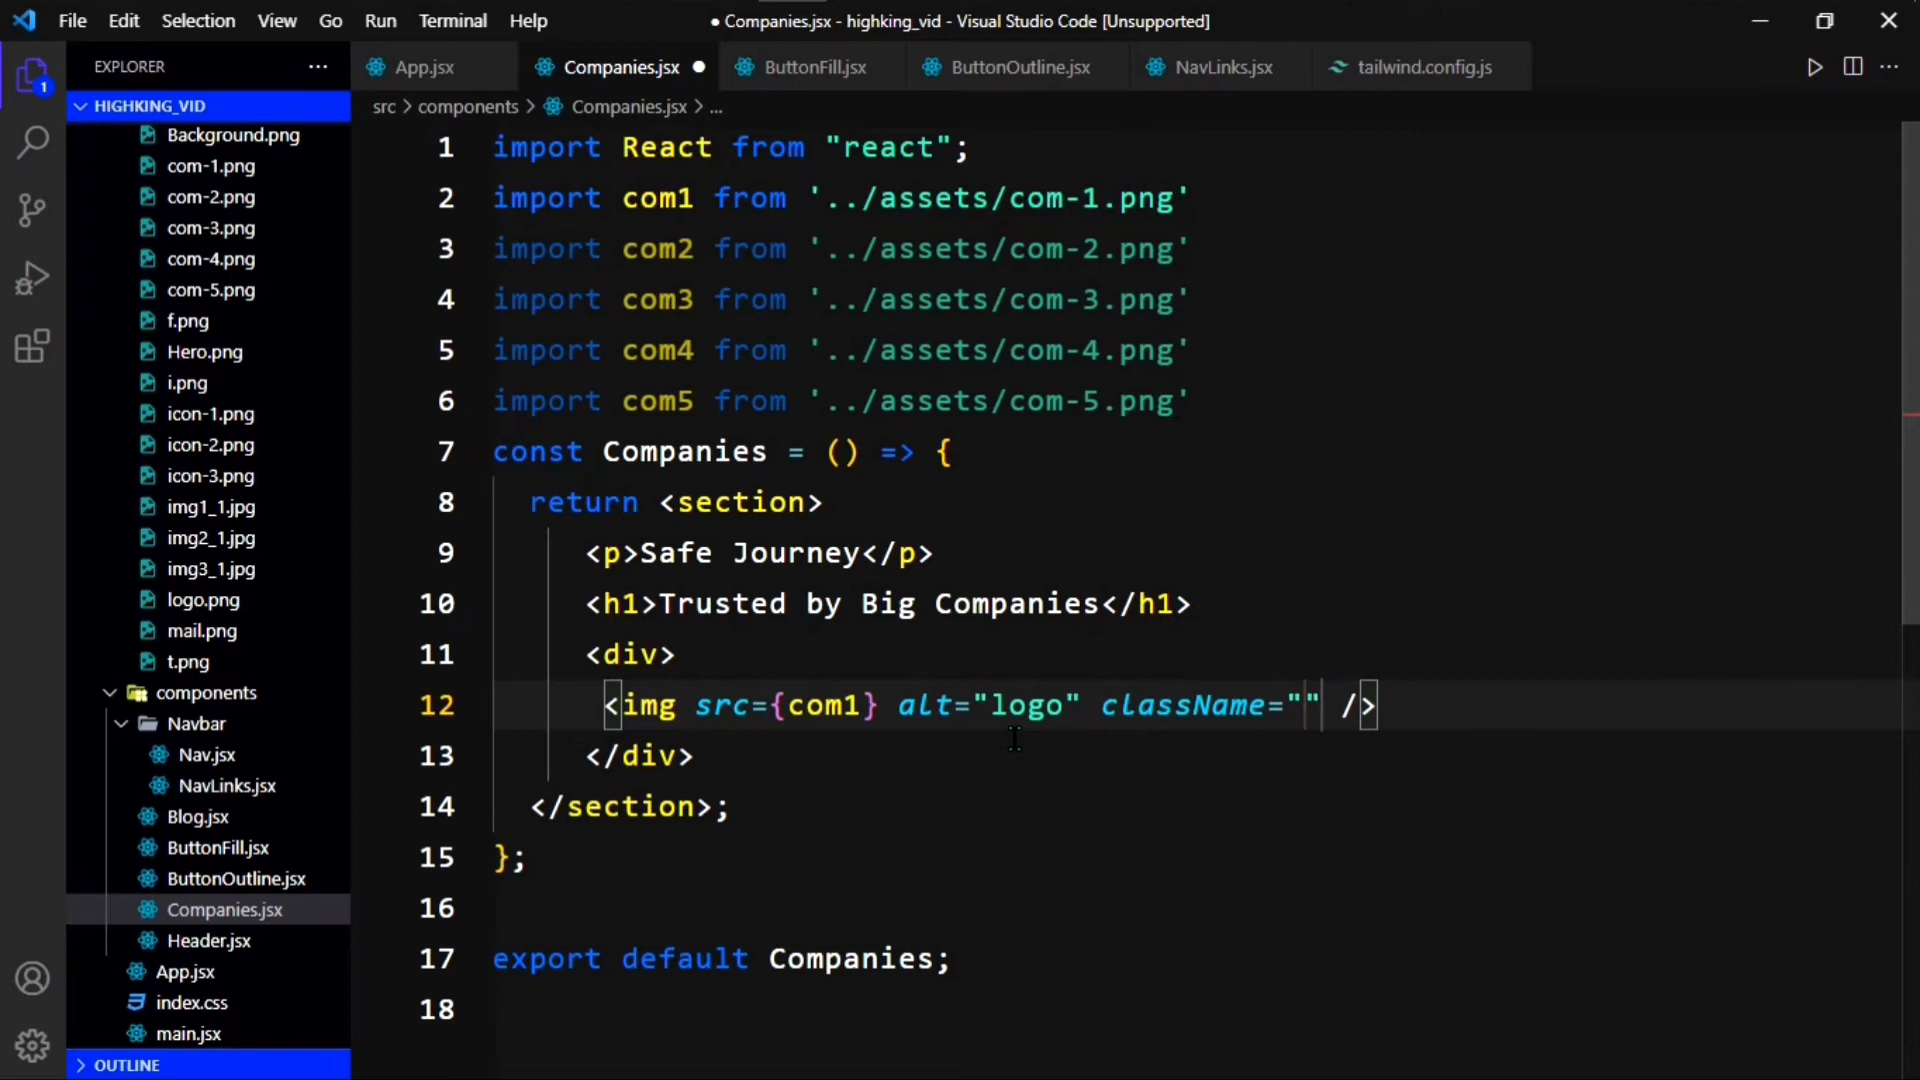 File Edit Selection View Go Run Terminal Help
● Companies.jsx - highking_vid - Visual Studio Code [Unsupported]
EXPLORER ...
App.jsx
Companies.jsx ●
ButtonFill.jsx
ButtonOutline.jsx
NavLinks.jsx
tailwind.config.js
...
1
HIGHKING_VID
src > components > Companies.jsx > ...
Background.png
com-1.png
com-2.png
com-3.png
com-4.png
com-5.png
f.png
Hero.png
i.png
icon-1.png
icon-2.png
icon-3.png
img1_1.jpg
img2_1.jpg
img3_1.jpg
logo.png
mail.png
t.png
components
Navbar
Nav.jsx
NavLinks.jsx
Blog.jsx
ButtonFill.jsx
ButtonOutline.jsx
Companies.jsx
Header.jsx
App.jsx
index.css
main.jsx
OUTLINE
1 import React from "react";
2 import com1 from '../assets/com-1.png'
3 import com2 from '../assets/com-2.png'
4 import com3 from '../assets/com-3.png'
5 import com4 from '../assets/com-4.png'
6 import com5 from '../assets/com-5.png'
7 const Companies = () => {
8 return <section>
9 <p>Safe Journey</p>
10 <h1>Trusted by Big Companies</h1>
11 <div>
12 <img src={com1} alt="logo" className="" />
13 </div>
14 </section>;
15 };
16
17 export default Companies;
18